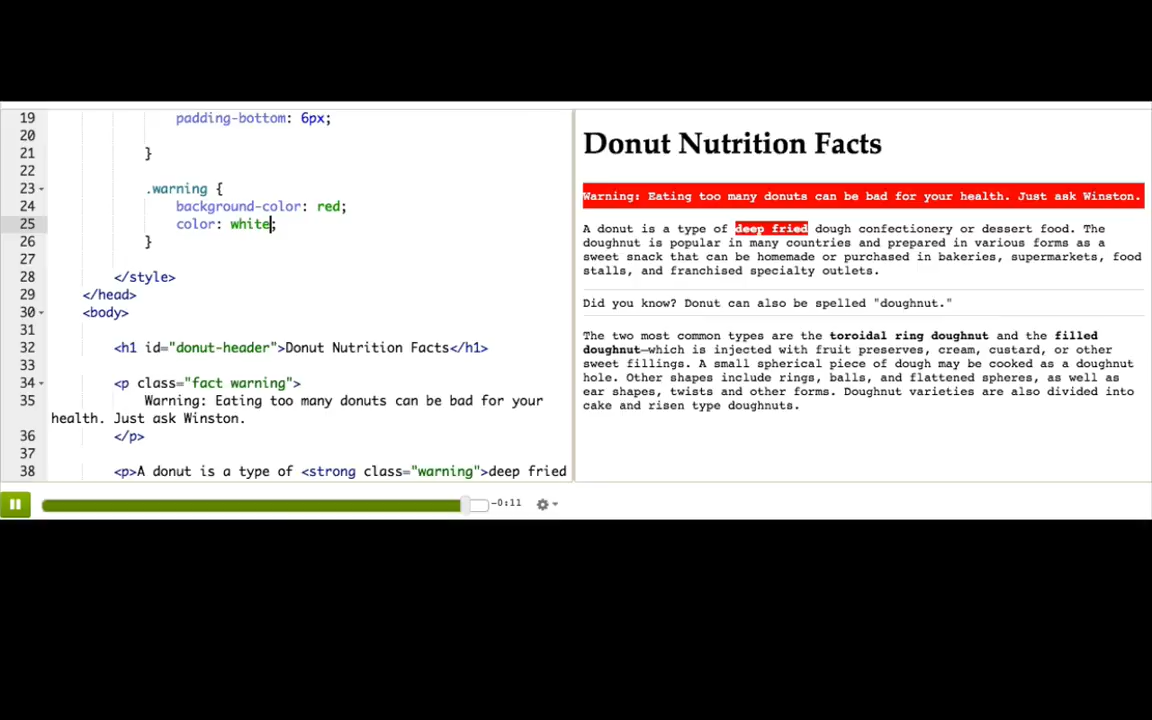 19 padding-bottom: 6px;
20
21 }
22
23 .warning {
24 background-color: red;
25 color: white;
26 }
27
28 </style>
29 </head>
30 <body>
31
32 <h1 id="donut-header">Donut Nutrition Facts</h1>
33
34 <p class="fact warning">
35 Warning: Eating too many donuts can be bad for your
health. Just ask Winston.
36 </p>
37
38 <p>A donut is a type of <strong class="warning">deep fried
-0:11
Donut Nutrition Facts
Warning: Eating too many donuts can be bad for your health. Just ask Winston.
A donut is a type of deep fried dough confectionery or dessert food. The
doughnut is popular in many countries and prepared in various forms as a
sweet snack that can be homemade or purchased in bakeries, supermarkets, food
stalls, and franchised specialty outlets.
Did you know? Donut can also be spelled "doughnut."
The two most common types are the toroidal ring doughnut and the filled
doughnut—which is injected with fruit preserves, cream, custard, or other
sweet fillings. A small spherical piece of dough may be cooked as a doughnut
hole. Other shapes include rings, balls, and flattened spheres, as well as
ear shapes, twists and other forms. Doughnut varieties are also divided into
cake and risen type doughnuts.